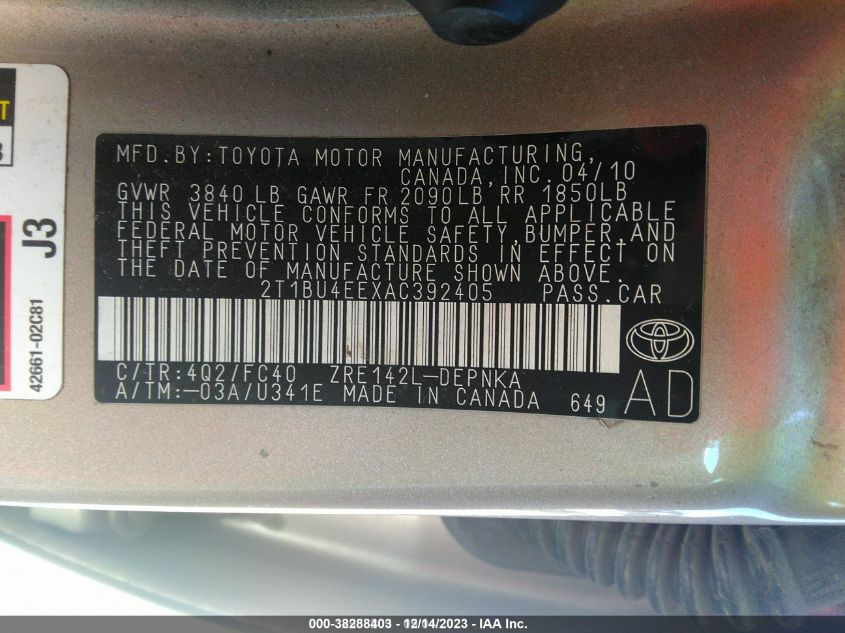 MFD.BY:TOYOTA MOTOR MANUFACTURING,
CANADA,INC. 04/10
GVWR 3840 LB GAWR FR 2090LB RR 1850LB
THIS VEHICLE CONFORMS TO ALL APPLICABLE
FEDERAL MOTOR VEHICLE SAFETY,BUMPER,AND
THEFT PREVENTION STANDARDS IN EFFECT ON
THE DATE OF MANUFACTURE SHOWN ABOVE.
2T1BU4EEXAC392405 PASS.CAR
C/TR:4Q2/FC40 ZRE142L-DEPNKA
A/TM:-03A/U341E MADE IN CANADA 649
AD
J3
42661-02C81
000-38288403 - 12/14/2023 - IAA Inc.